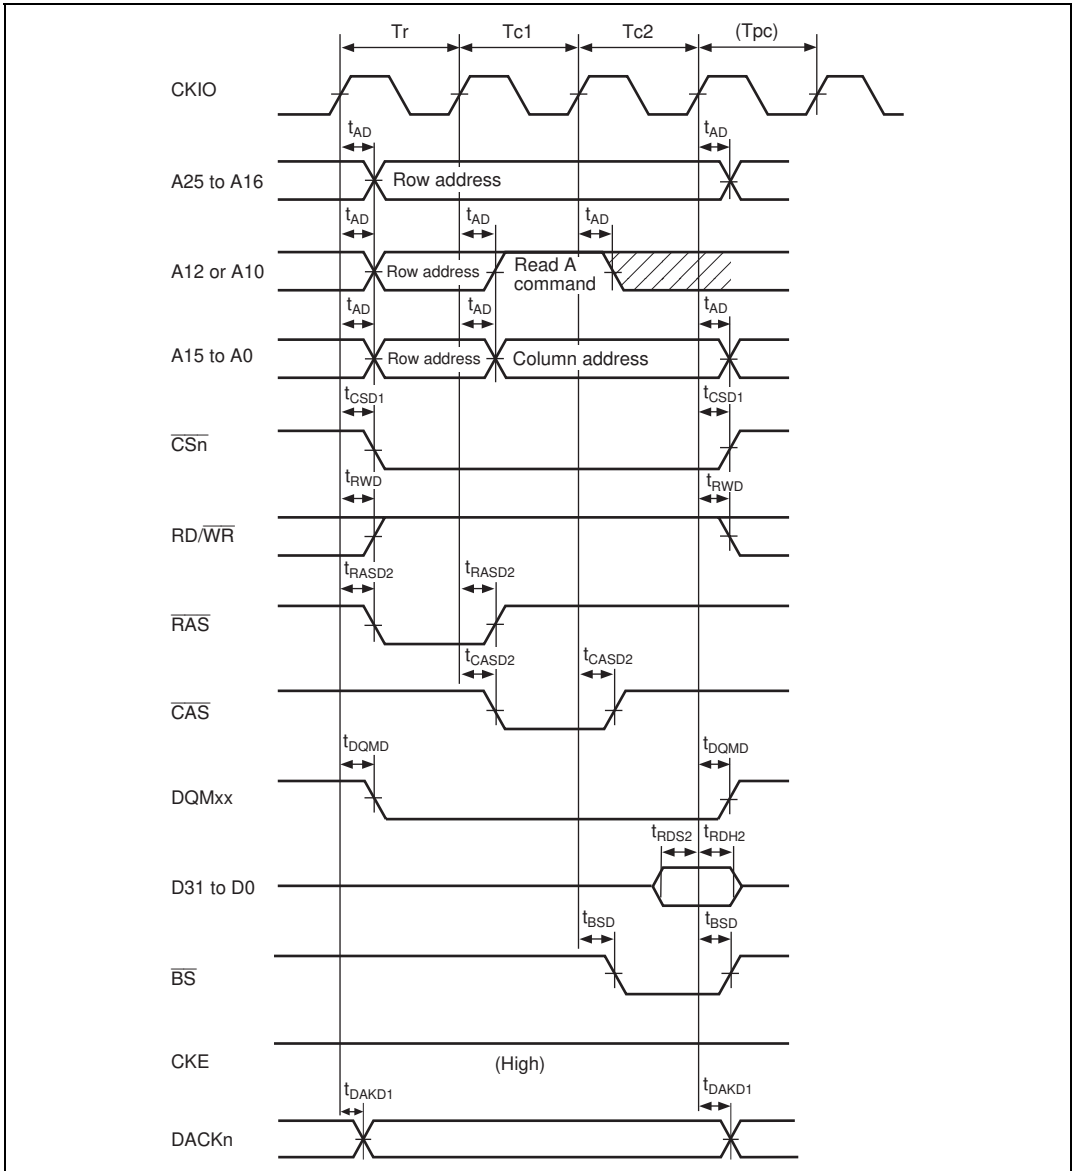 Tr Tc1 Tc2 (Tpc)
CKIO
tAD tAD
A25 to A16 Row address
tAD tAD tAD
A12 or A10 Row address Read A command
tAD tAD tAD
A15 to A0 Row address Column address
tCSD1 tCSD1
CSn
tRWD tRWD
RD/WR
tRASD2 tRASD2
RAS
tCASD2 tCASD2
CAS
tDQMD tDQMD
DQMxx
tRDS2 tRDH2
D31 to D0
tBSD tBSD
BS
CKE (High)
tDAKD1 tDAKD1
DACKn